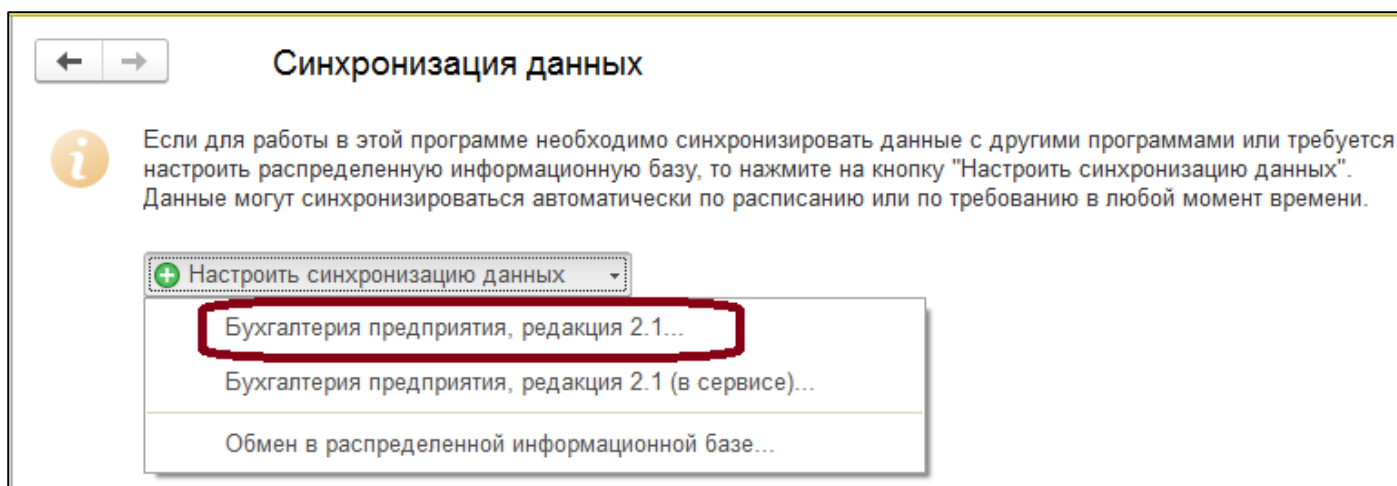 Синхронизация данных
Если для работы в этой программе необходимо синхронизировать данные с другими программами или требуется
настроить распределенную информационную базу, то нажмите на кнопку "Настроить синхронизацию данных".
Данные могут синхронизироваться автоматически по расписанию или по требованию в любой момент времени.
Настроить синхронизацию данных
Бухгалтерия предприятия, редакция 2.1...
Бухгалтерия предприятия, редакция 2.1 (в сервисе)...
Обмен в распределенной информационной базе...